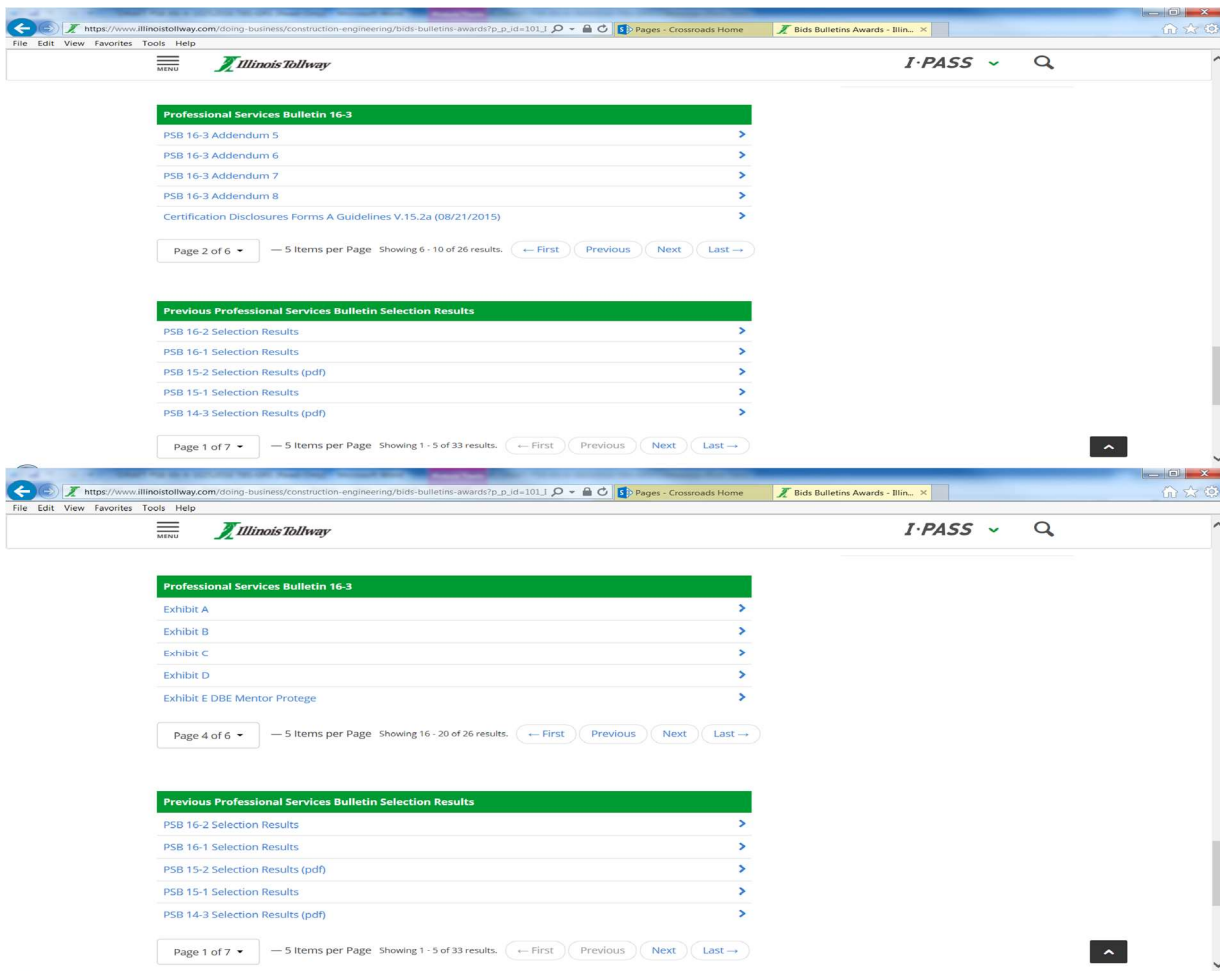 https://www.illinoistollway.com/doing-business/construction-engineering/bids-bulletins-awards?p_p_id=101_I Pages - Crossroads Home Bids Bulletins Awards - Illin...
File Edit View Favorites Tools Help
MENU Illinois Tollway I·PASS
Professional Services Bulletin 16-3
PSB 16-3 Addendum 5
PSB 16-3 Addendum 6
PSB 16-3 Addendum 7
PSB 16-3 Addendum 8
Certification Disclosures Forms A Guidelines V.15.2a (08/21/2015)
Page 2 of 6 — 5 Items per Page Showing 6 - 10 of 26 results. ← First Previous Next Last →
Previous Professional Services Bulletin Selection Results
PSB 16-2 Selection Results
PSB 16-1 Selection Results
PSB 15-2 Selection Results (pdf)
PSB 15-1 Selection Results
PSB 14-3 Selection Results (pdf)
Page 1 of 7 — 5 Items per Page Showing 1 - 5 of 33 results. ← First Previous Next Last →
https://www.illinoistollway.com/doing-business/construction-engineering/bids-bulletins-awards?p_p_id=101_I Pages - Crossroads Home Bids Bulletins Awards - Illin...
File Edit View Favorites Tools Help
MENU Illinois Tollway I·PASS
Professional Services Bulletin 16-3
Exhibit A
Exhibit B
Exhibit C
Exhibit D
Exhibit E DBE Mentor Protege
Page 4 of 6 — 5 Items per Page Showing 16 - 20 of 26 results. ← First Previous Next Last →
Previous Professional Services Bulletin Selection Results
PSB 16-2 Selection Results
PSB 16-1 Selection Results
PSB 15-2 Selection Results (pdf)
PSB 15-1 Selection Results
PSB 14-3 Selection Results (pdf)
Page 1 of 7 — 5 Items per Page Showing 1 - 5 of 33 results. ← First Previous Next Last →